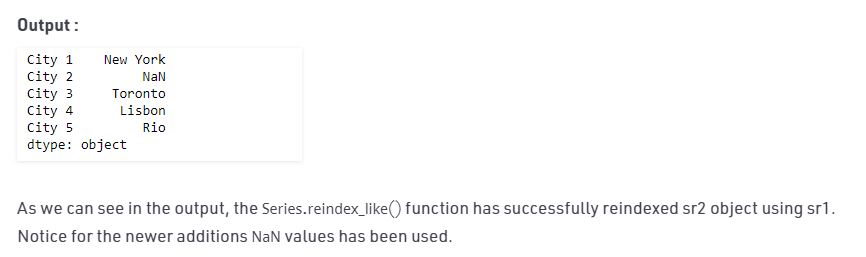 Output :
City 1    New York
City 2         NaN
City 3     Toronto
City 4      Lisbon
City 5         Rio
dtype: object
As we can see in the output, the Series.reindex_like() function has successfully reindexed sr2 object using sr1.
Notice for the newer additions NaN values has been used.